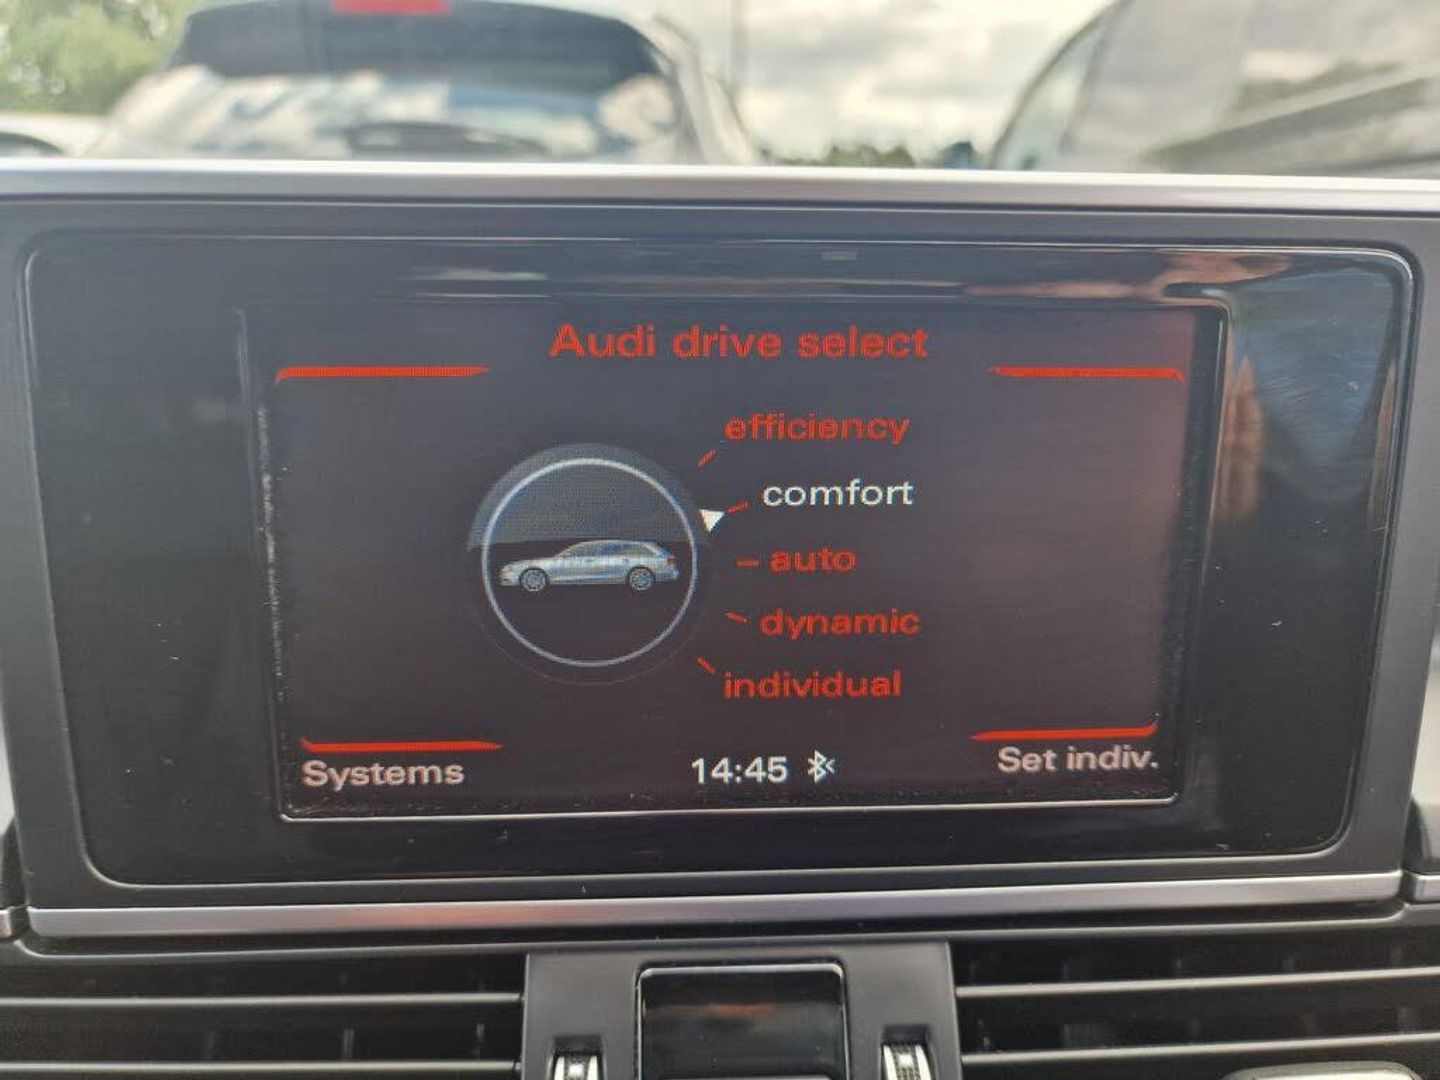 Audi drive select
efficiency
comfort
auto
dynamic
individual
Systems
14:45
Set indiv.